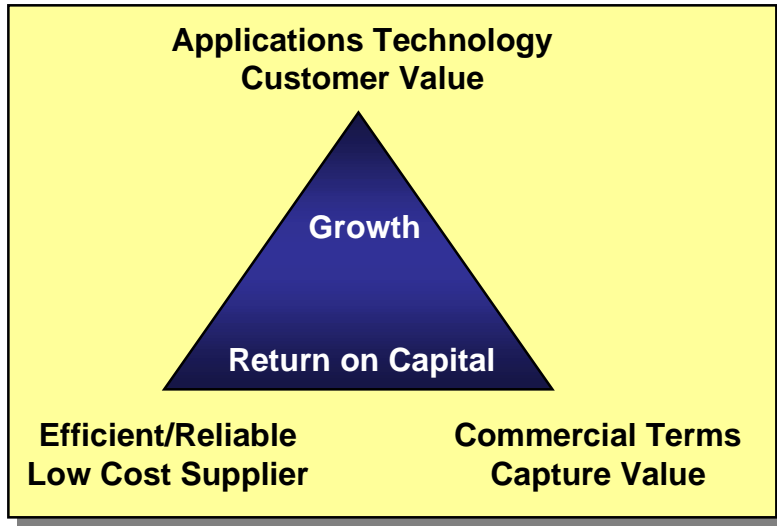 Applications Technology
Customer Value
Growth
Return on Capital
Efficient/Reliable
Low Cost Supplier
Commercial Terms
Capture Value